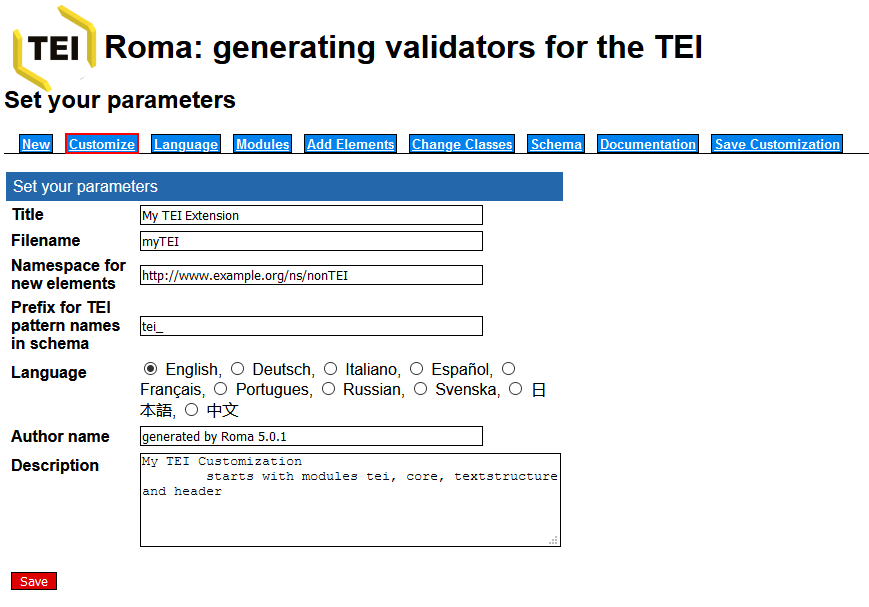 TEI Roma: generating validators for the TEI
Set your parameters
New Customize Language Modules Add Elements Change Classes Schema Documentation Save Customization
Set your parameters
Title My TEI Extension
Filename myTEI
Namespace for
new elements http://www.example.org/ns/nonTEI
Prefix for TEI
pattern names tei_
in schema
Language English, Deutsch, Italiano, Español,
Français, Portugues, Russian, Svenska, 日
本語, 中文
Author name generated by Roma 5.0.1
Description My TEI Customization
starts with modules tei, core, textstructure
and header
Save